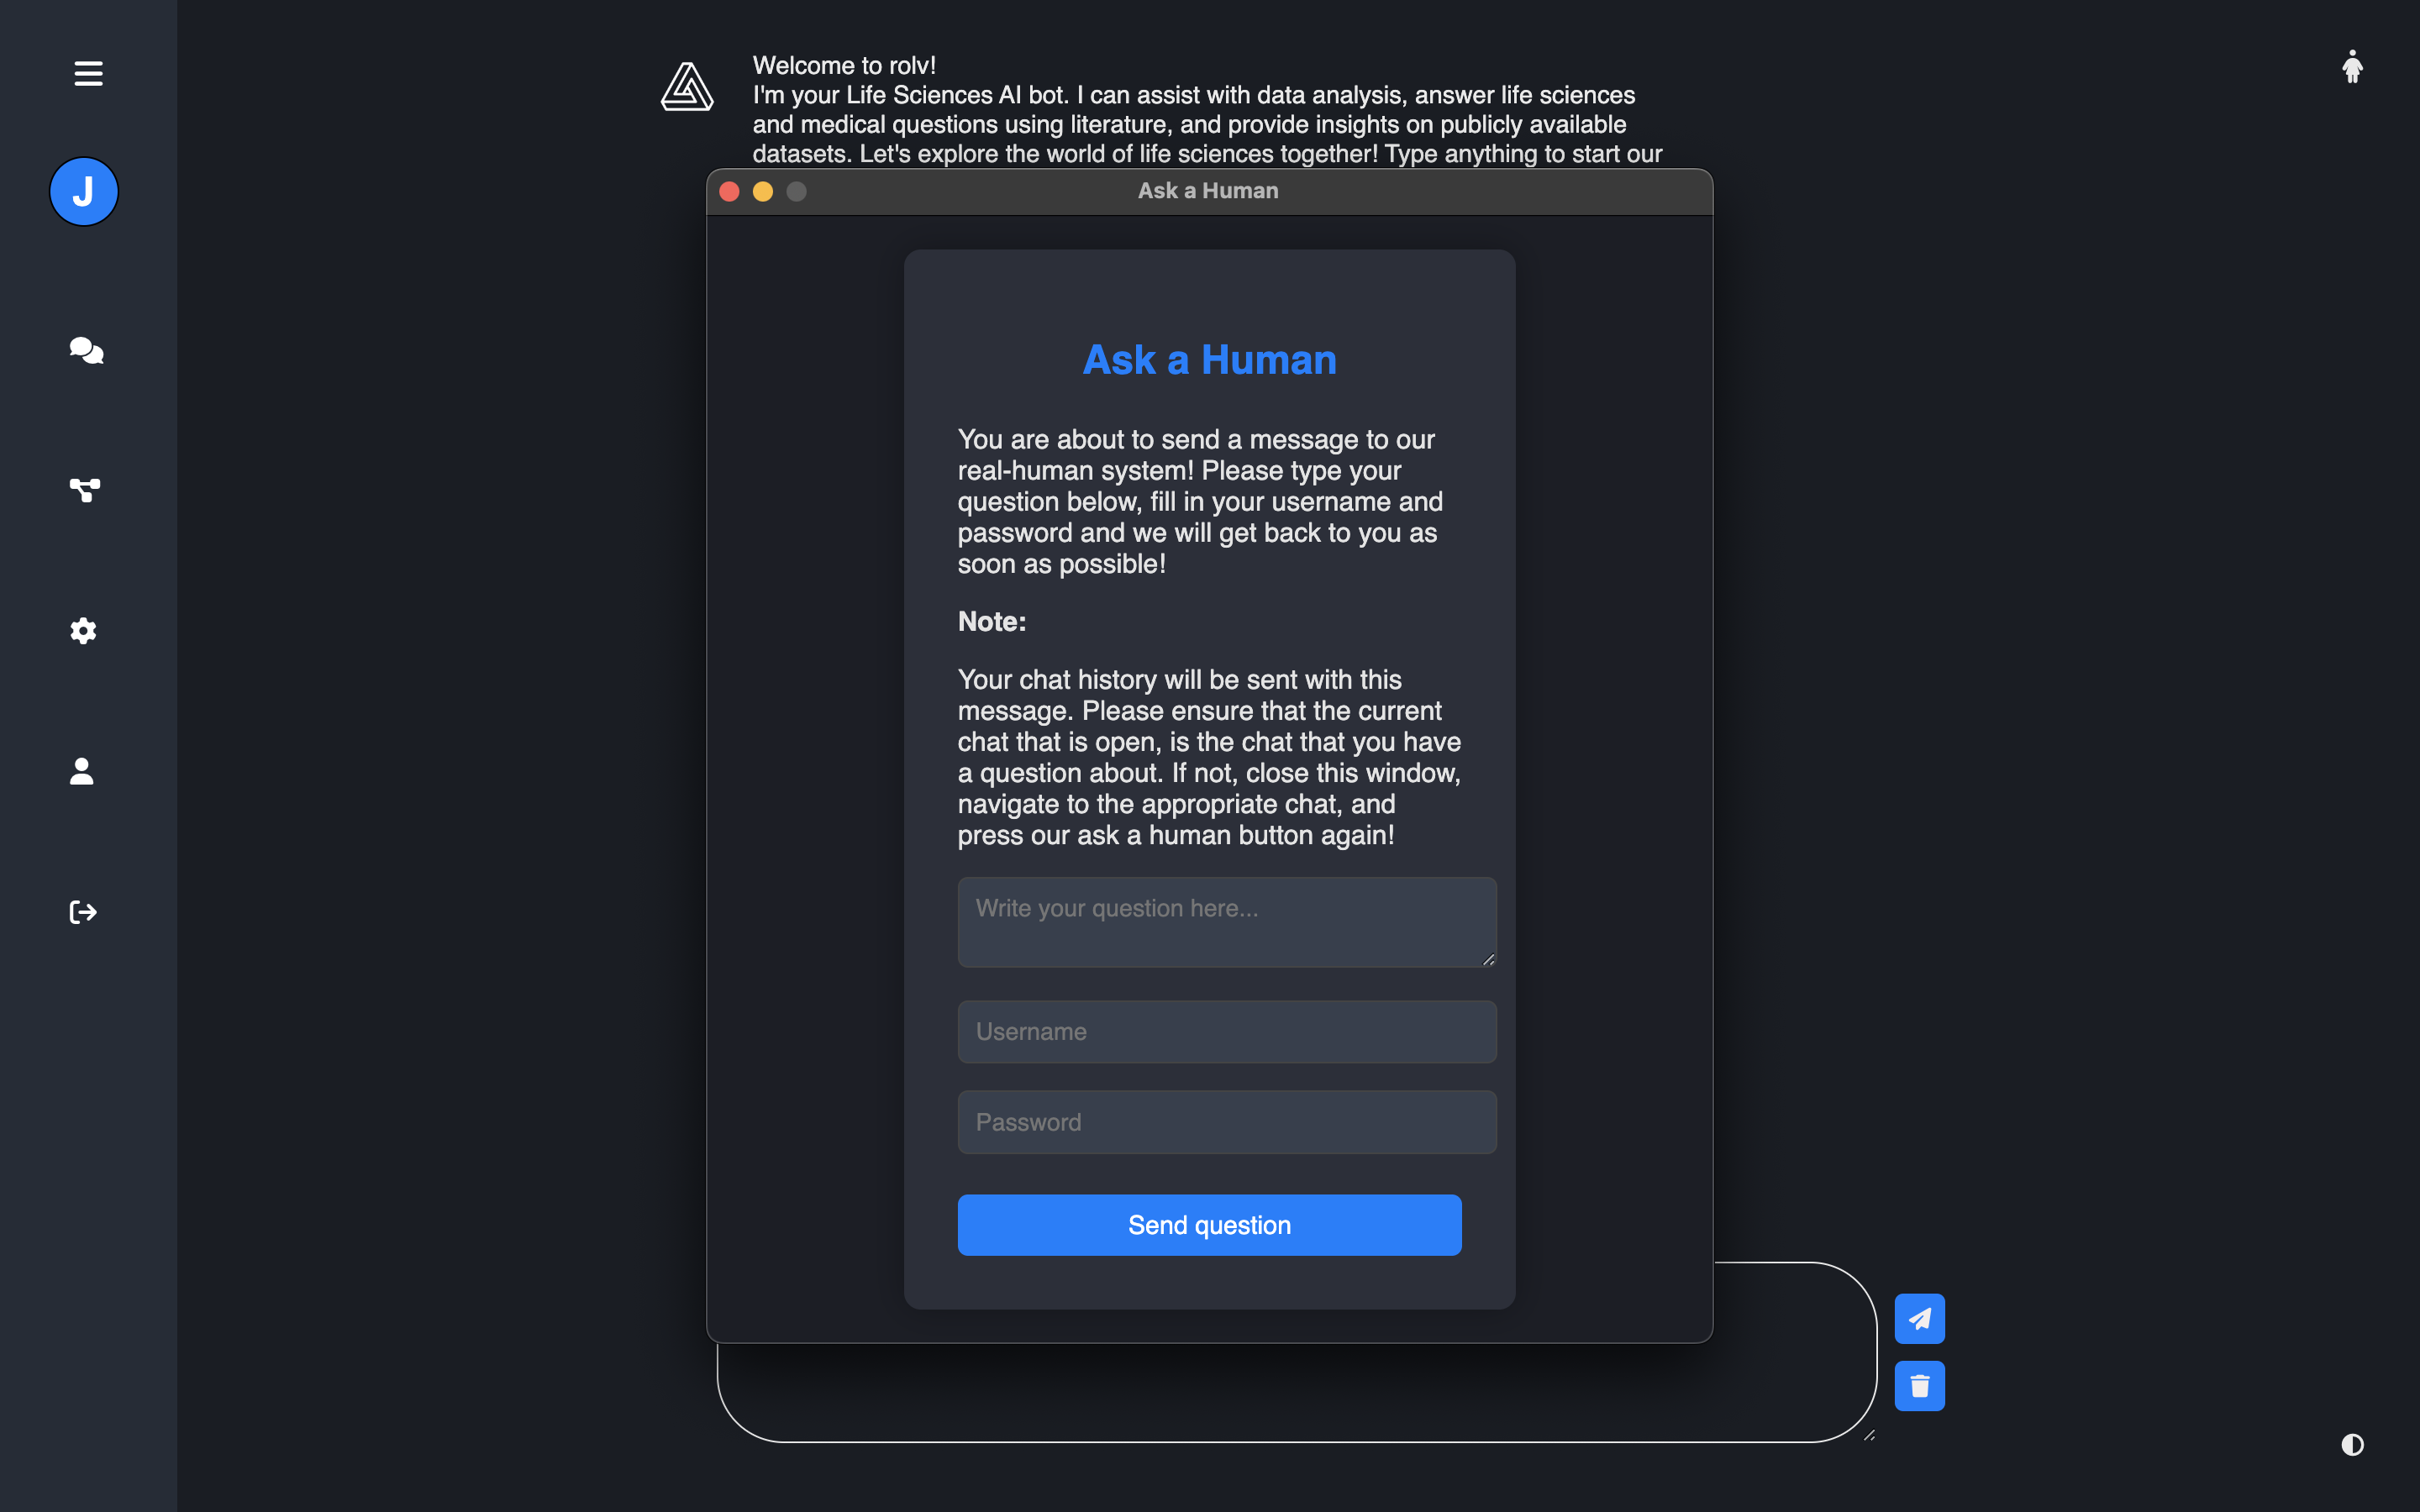 Welcome to rolv!
I'm your Life Sciences AI bot. I can assist with data analysis, answer life sciences
and medical questions using literature, and provide insights on publicly available
datasets. Let's explore the world of life sciences together! Type anything to start our
J
Ask a Human
Ask a Human
You are about to send a message to our
real-human system! Please type your
question below, fill in your username and
password and we will get back to you as
soon as possible!
Note:
Your chat history will be sent with this
message. Please ensure that the current
chat that is open, is the chat that you have
a question about. If not, close this window,
navigate to the appropriate chat, and
press our ask a human button again!
Write your question here...
Username
Password
Send question